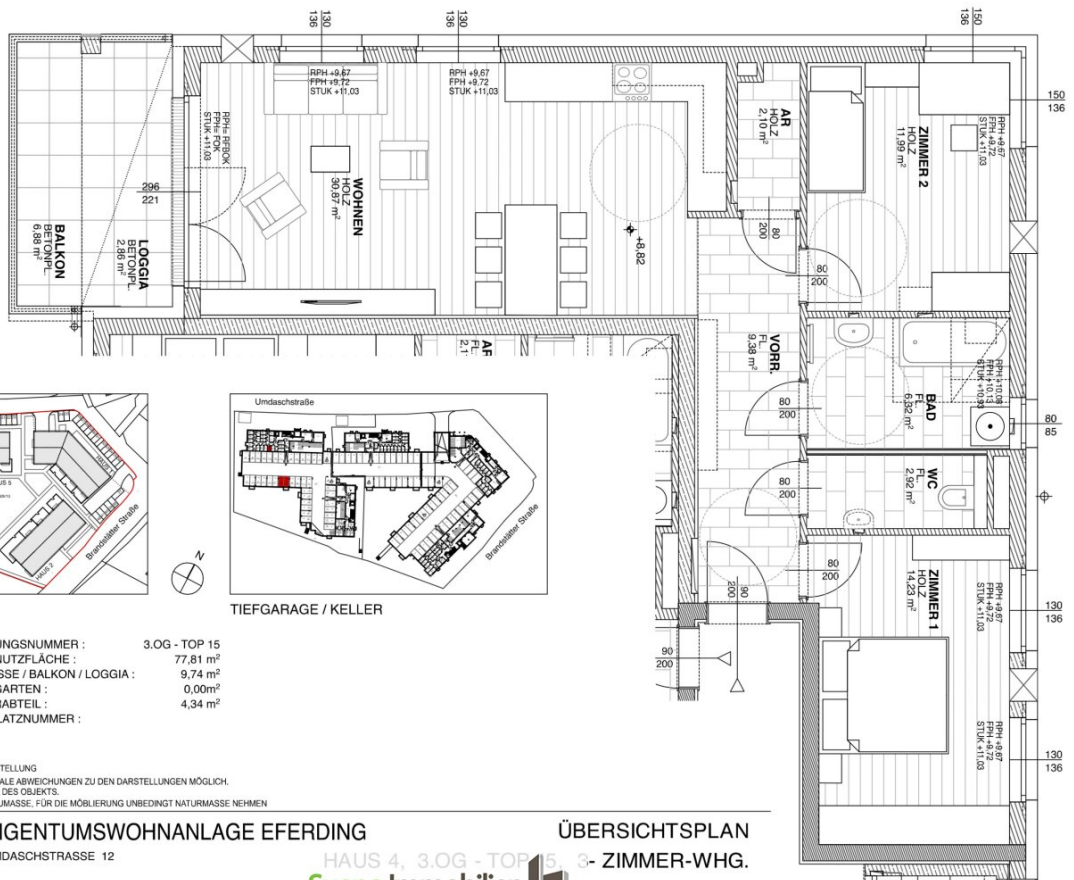 136 130
136 130
136 150
RPH +9,67
FPH +9,72
STUK +11,03
RPH +9,67
FPH +9,72
STUK +11,03
RPH= RFBOK
FPH= FOK
STUK +11,03
296
221
BALKON
BETONPL.
6,88 m²
LOGGIA
BETONPL.
2,86 m²
WOHNEN
HOLZ
30,87 m²
+8,82
AR
HOLZ
2,10 m²
80
200
ZIMMER 2
HOLZ
11,99 m²
RPH +9,67
FPH +9,72
STUK +11,03
150
136
80
200
VORR.
FL.
9,38 m²
AR
FL.
2,1
BAD
FL.
6,32 m²
RPH +10,08
FPH +10,13
STUK +10,93
80
85
80
200
WC
FL.
2,92 m²
80
200
80
200
90
200
90
200
ZIMMER 1
HOLZ
14,23 m²
RPH +9,67
FPH +9,72
STUK +11,03
130
136
RPH +9,67
FPH +9,72
STUK +11,03
130
136
HAUS 2
Brandstätter Straße
N
Umdaschstraße
Brandstätter Straße
TIEFGARAGE / KELLER
UNGSNUMMER : 3.OG - TOP 15
NUTZFLÄCHE : 77,81 m²
SSE / BALKON / LOGGIA : 9,74 m²
GARTEN : 0,00m²
RABTEIL : 4,34 m²
LATZNUMMER :
TELLUNG
ALE ABWEICHUNGEN ZU DEN DARSTELLUNGEN MÖGLICH.
DES OBJEKTS.
UMASSE, FÜR DIE MÖBLIERUNG UNBEDINGT NATURMASSE NEHMEN
IGENTUMSWOHNANLAGE EFERDING
IDASCHSTRASSE 12
ÜBERSICHTSPLAN
HAUS 4, 3.OG - TOP 15, 3- ZIMMER-WHG.